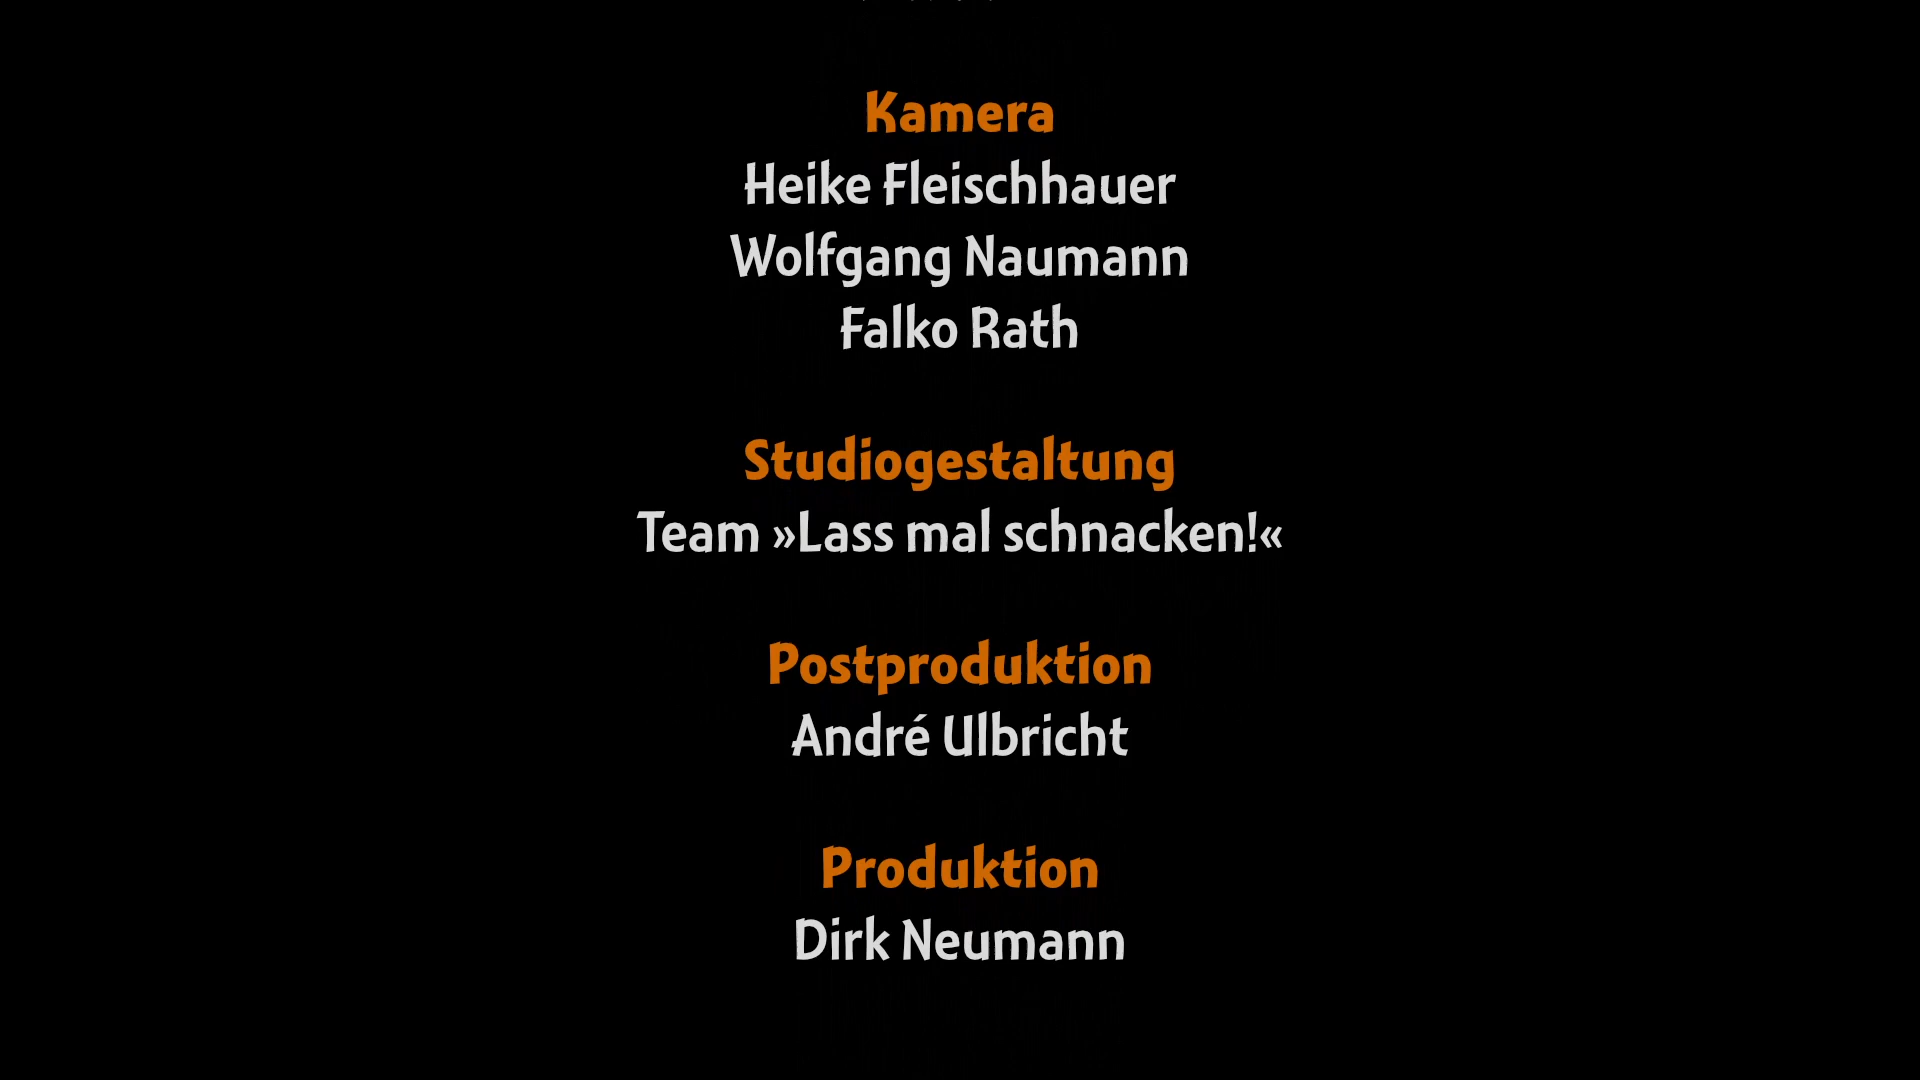 Kamera
Heike Fleischhauer
Wolfgang Naumann
Falko Rath
Studiogestaltung
Team »Lass mal schnacken!«
Postproduktion
André Ulbricht
Produktion
Dirk Neumann